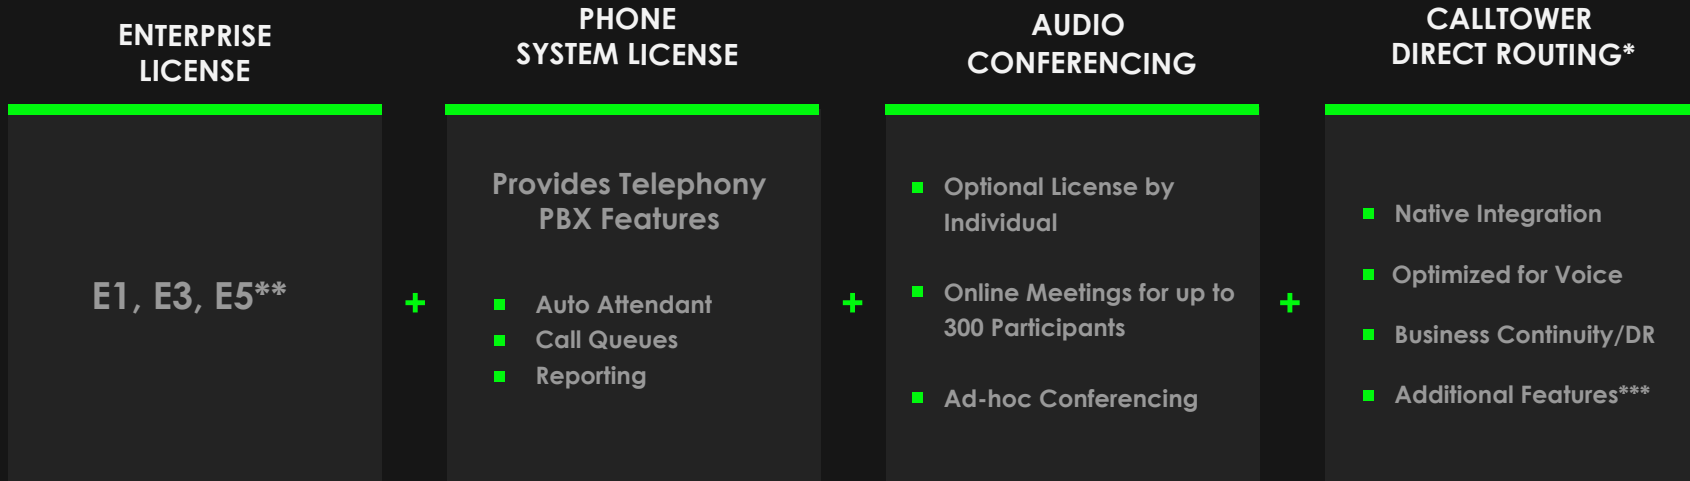 ENTERPRISE
LICENSE
E1, E3, E5**
+
PHONE
SYSTEM LICENSE
Provides Telephony
PBX Features
Auto Attendant
Call Queues
Reporting
+
AUDIO
CONFERENCING
Optional License by
Individual
Online Meetings for up to
300 Participants
Ad-hoc Conferencing
+
CALLTOWER
DIRECT ROUTING*
Native Integration
Optimized for Voice
Business Continuity/DR
Additional Features***